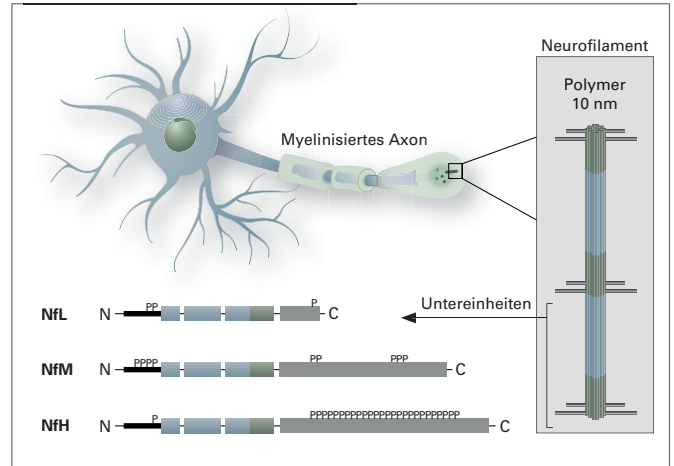 Neurofilament
Polymer
10 nm
Myelinisiertes Axon
Untereinheiten
NfL N PP P C
NfM N PPPP PP PPP C
NfH N P PPPPPPPPPPPPPPPPPPPPPPPPP C